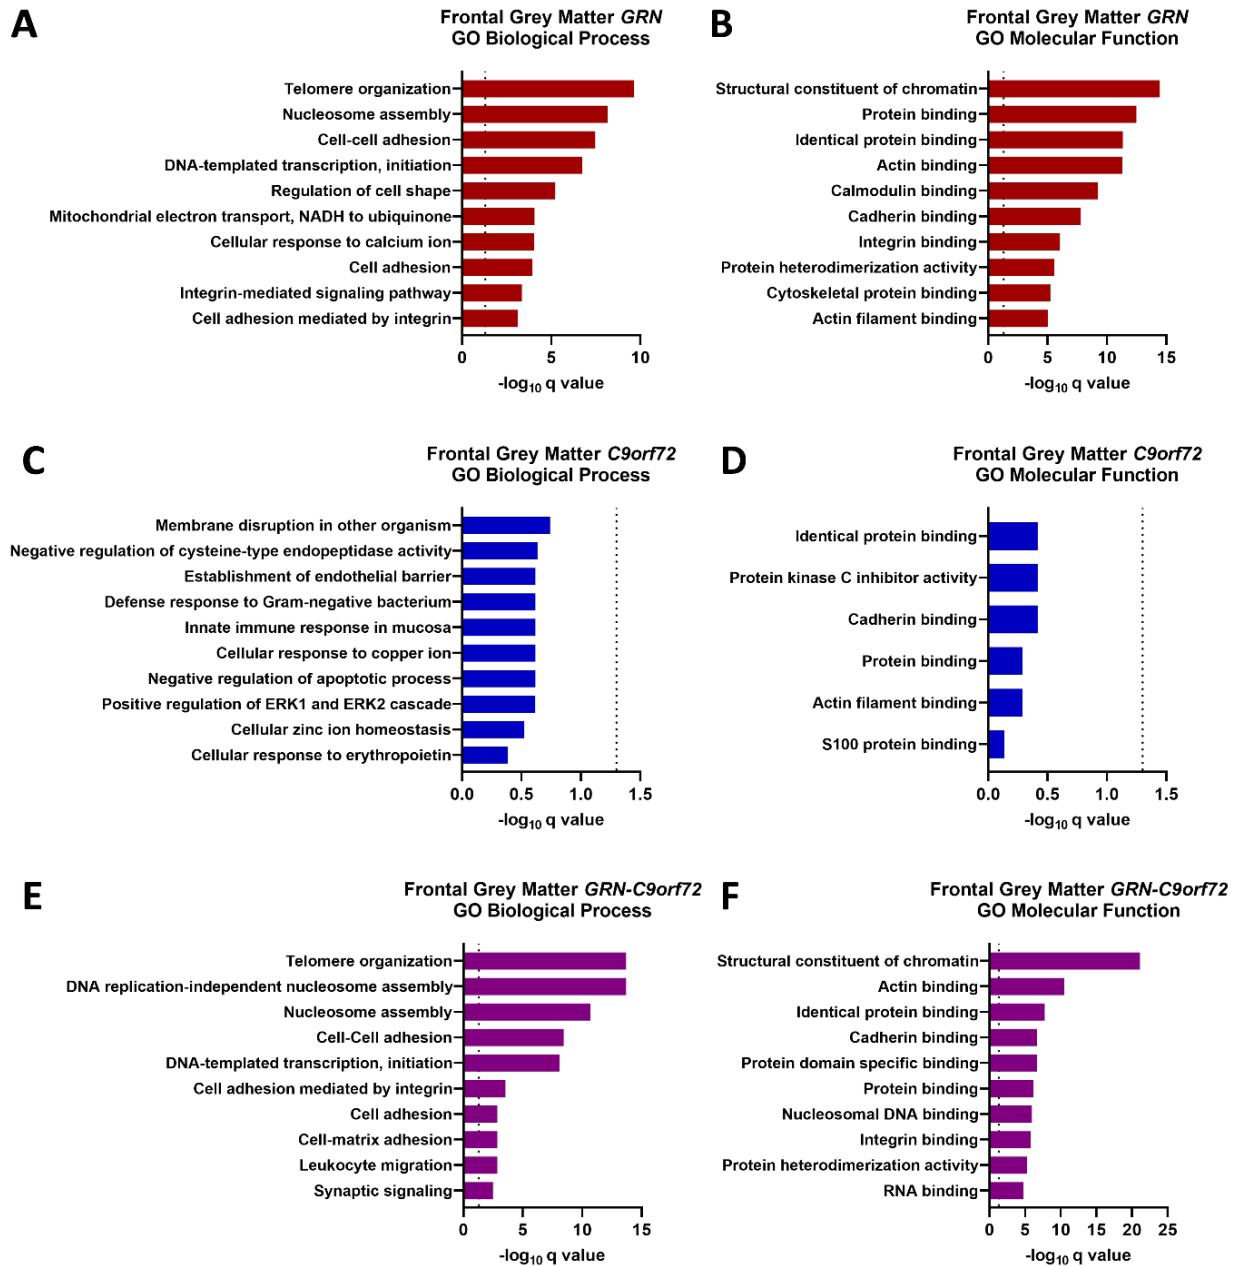 A
Frontal Grey Matter GRN
GO Biological Process
Telomere organization
Nucleosome assembly
Cell-cell adhesion
DNA-templated transcription, initiation
Regulation of cell shape
Mitochondrial electron transport, NADH to ubiquinone
Cellular response to calcium ion
Cell adhesion
Integrin-mediated signaling pathway
Cell adhesion mediated by integrin
0 5 10
-log10 q value
B
Frontal Grey Matter GRN
GO Molecular Function
Structural constituent of chromatin
Protein binding
Identical protein binding
Actin binding
Calmodulin binding
Cadherin binding
Integrin binding
Protein heterodimerization activity
Cytoskeletal protein binding
Actin filament binding
0 5 10 15
-log10 q value
C
Frontal Grey Matter C9orf72
GO Biological Process
Membrane disruption in other organism
Negative regulation of cysteine-type endopeptidase activity
Establishment of endothelial barrier
Defense response to Gram-negative bacterium
Innate immune response in mucosa
Cellular response to copper ion
Negative regulation of apoptotic process
Positive regulation of ERK1 and ERK2 cascade
Cellular zinc ion homeostasis
Cellular response to erythropoietin
0.0 0.5 1.0 1.5
-log10 q value
D
Frontal Grey Matter C9orf72
GO Molecular Function
Identical protein binding
Protein kinase C inhibitor activity
Cadherin binding
Protein binding
Actin filament binding
S100 protein binding
0.0 0.5 1.0 1.5
-log10 q value
E
Frontal Grey Matter GRN-C9orf72
GO Biological Process
Telomere organization
DNA replication-independent nucleosome assembly
Nucleosome assembly
Cell-Cell adhesion
DNA-templated transcription, initiation
Cell adhesion mediated by integrin
Cell adhesion
Cell-matrix adhesion
Leukocyte migration
Synaptic signaling
0 5 10 15
-log10 q value
F
Frontal Grey Matter GRN-C9orf72
GO Molecular Function
Structural constituent of chromatin
Actin binding
Identical protein binding
Cadherin binding
Protein domain specific binding
Protein binding
Nucleosomal DNA binding
Integrin binding
Protein heterodimerization activity
RNA binding
0 5 10 15 20 25
-log10 q value